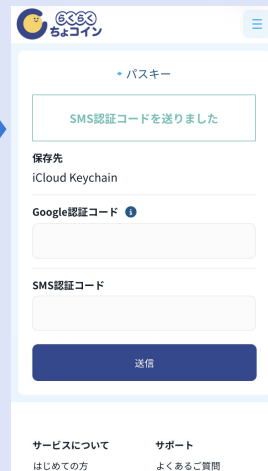 らくらく
ちょコイン
パスキー
SMS認証コードを送りました
保存先
iCloud Keychain
Google認証コード
SMS認証コード
送信
サービスについて
サポート
はじめての方
よくあるご質問